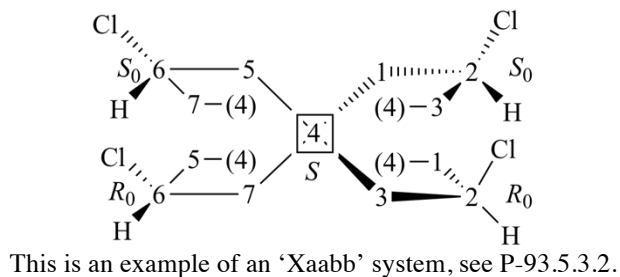 Cl Cl
S0 6 5 1 2 S0
H 7–(4) (4)–3 H
4
Cl 5–(4) S (4)–1 Cl
R0 6 7 3 2 R0
H H
This is an example of an ‘Xaabb’ system, see P-93.5.3.2.